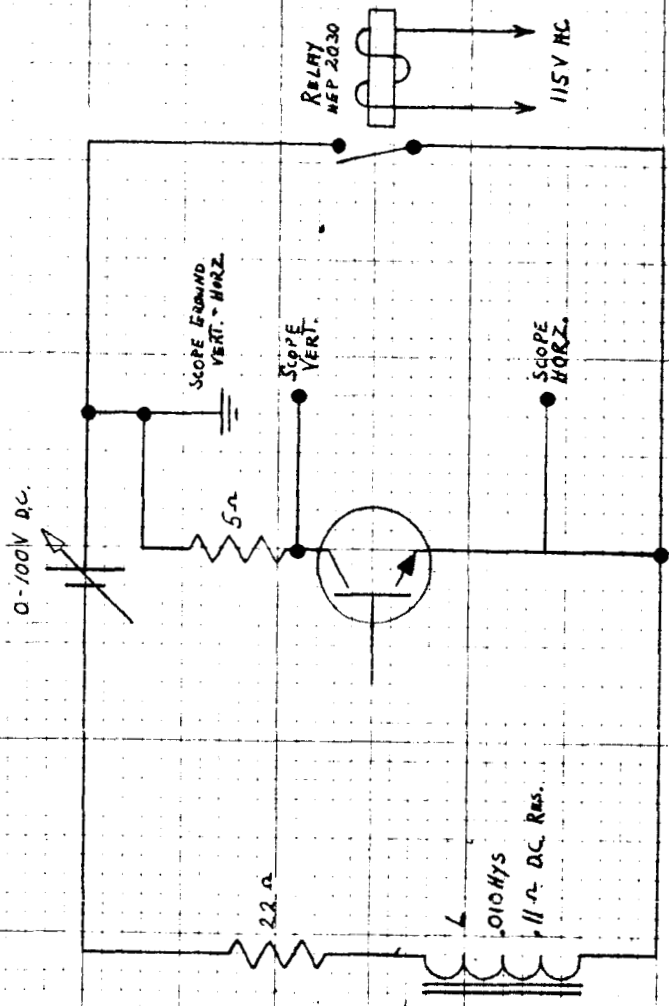 0-100V D.C.
RELAY
HEP 2030
115V AC
SCOPE GROUND
VERT. - HORZ
SCOPE
VERT.
5Ω
SCOPE
HORZ.
22Ω
L
.010 HYS
.11Ω D.C. RES.